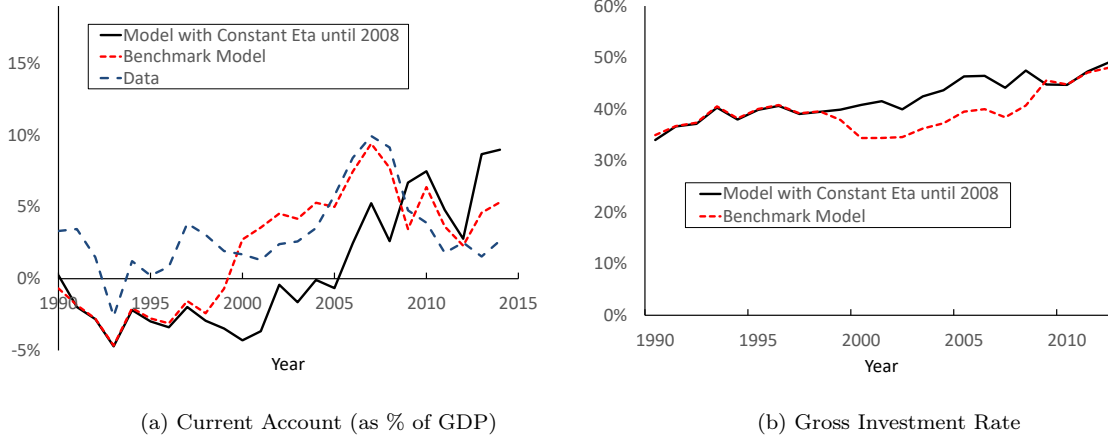 Model with Constant Eta until 2008
Benchmark Model
Data
15%
10%
5%
0%
-5%
1990
1995
2000
2005
2010
2015
Year
(a) Current Account (as % of GDP)
60%
50%
40%
30%
20%
10%
0%
Model with Constant Eta until 2008
Benchmark Model
1990
1995
2000
2005
2010
Year
(b) Gross Investment Rate